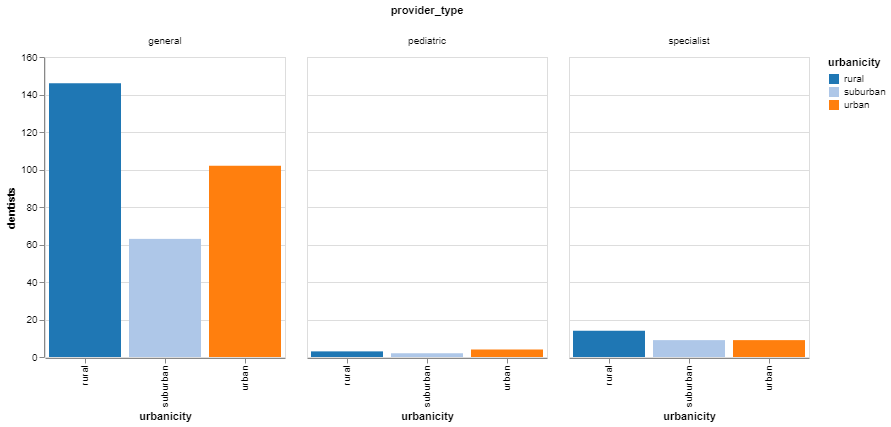 provider_type
general pediatric specialist
urbanicity
rural
suburban
urban
dentists
160
140
120
100
80
60
40
20
0
rural suburban urban rural suburban urban rural suburban urban
urbanicity urbanicity urbanicity